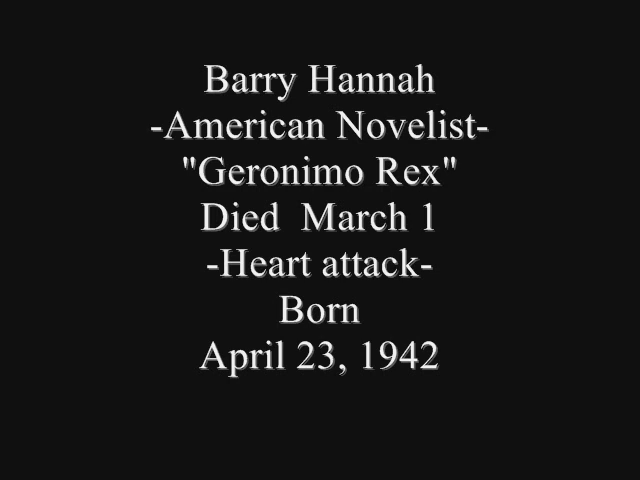 Barry Hannah
-American Novelist-
"Geronimo Rex"
Died  March 1
-Heart attack-
Born
April 23, 1942